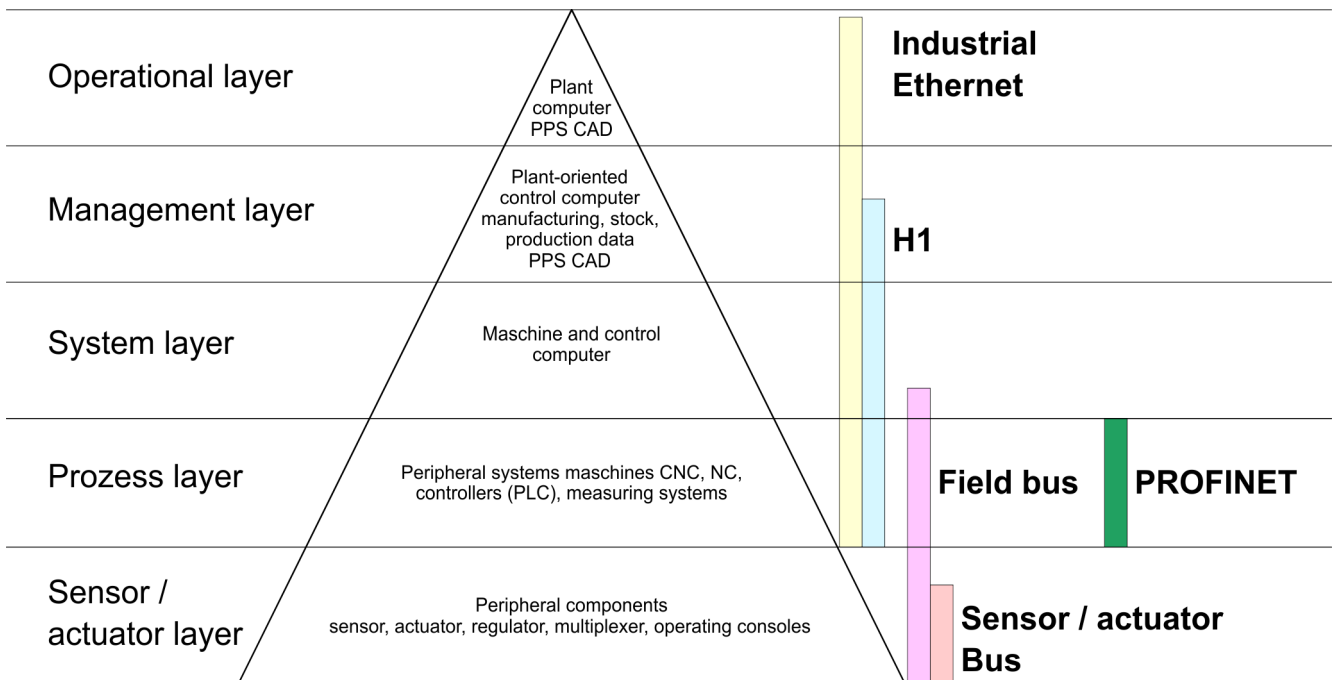 Operational layer
Plant
computer
PPS CAD
Industrial
Ethernet
Management layer
Plant-oriented
control computer
manufacturing, stock,
production data
PPS CAD
H1
System layer
Maschine and control
computer
Prozess layer
Peripheral systems maschines CNC, NC,
controllers (PLC), measuring systems
Field bus
PROFINET
Sensor /
actuator layer
Peripheral components
sensor, actuator, regulator, multiplexer, operating consoles
Sensor / actuator
Bus